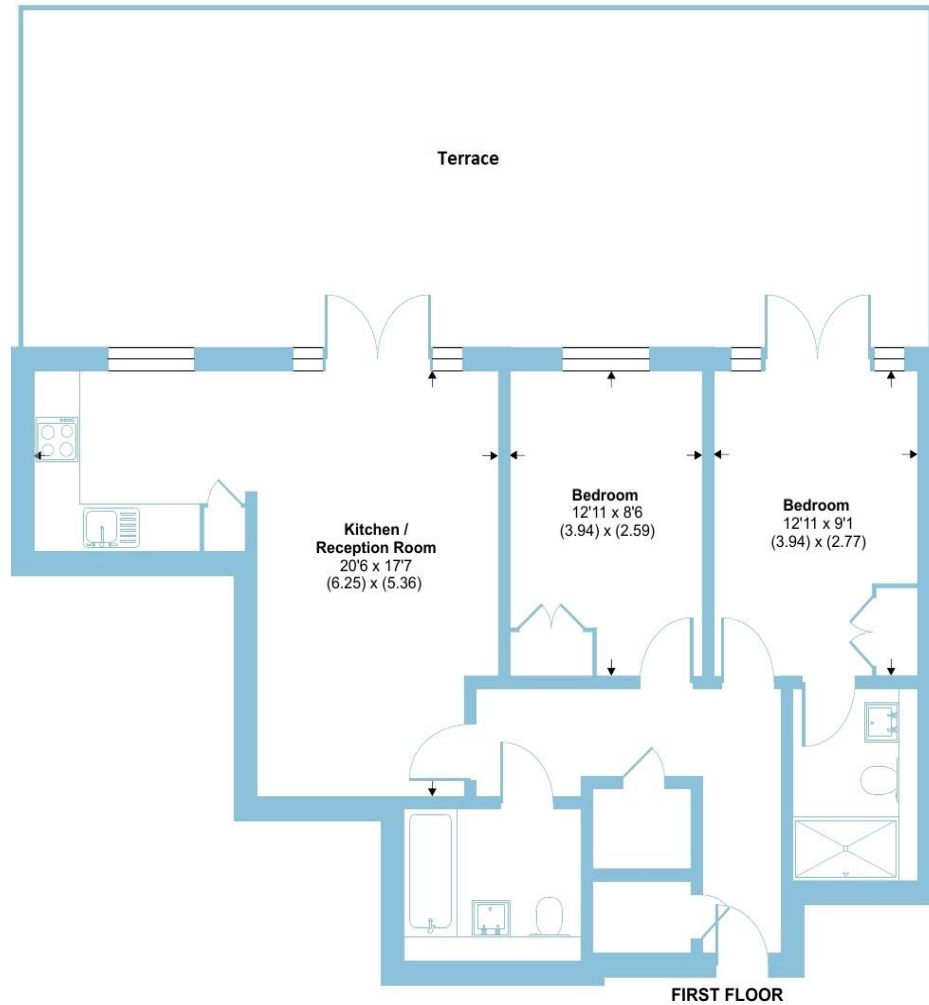 Terrace
Kitchen /
Reception Room
20'6 x 17'7
(6.25) x (5.36)
Bedroom
12'11 x 8'6
(3.94) x (2.59)
Bedroom
12'11 x 9'1
(3.94) x (2.77)
FIRST FLOOR